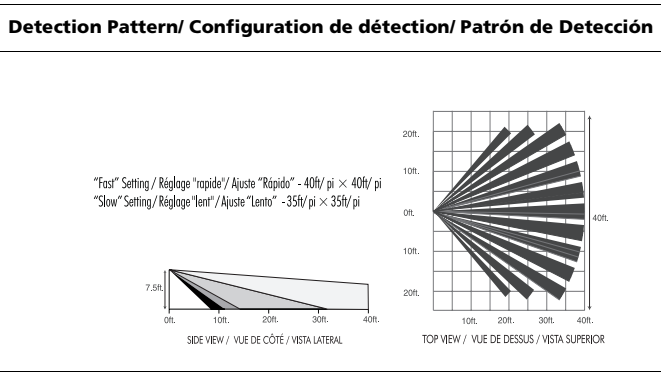 Detection Pattern/ Configuration de détection/ Patrón de Detección
"Fast" Setting / Réglage "rapide"/ Ajuste "Rápido" - 40ft/ pi × 40ft/ pi
"Slow" Setting / Réglage "lent" / Ajuste "Lento" - 35ft/ pi × 35ft/ pi
7.5ft.
0ft. 10ft. 20ft. 30ft. 40ft.
SIDE VIEW / VUE DE CÔTÉ / VISTA LATERAL
20ft.
10ft.
0ft.
10ft.
20ft.
40ft.
10ft. 20ft. 30ft. 40ft.
TOP VIEW / VUE DE DESSUS / VISTA SUPERIOR